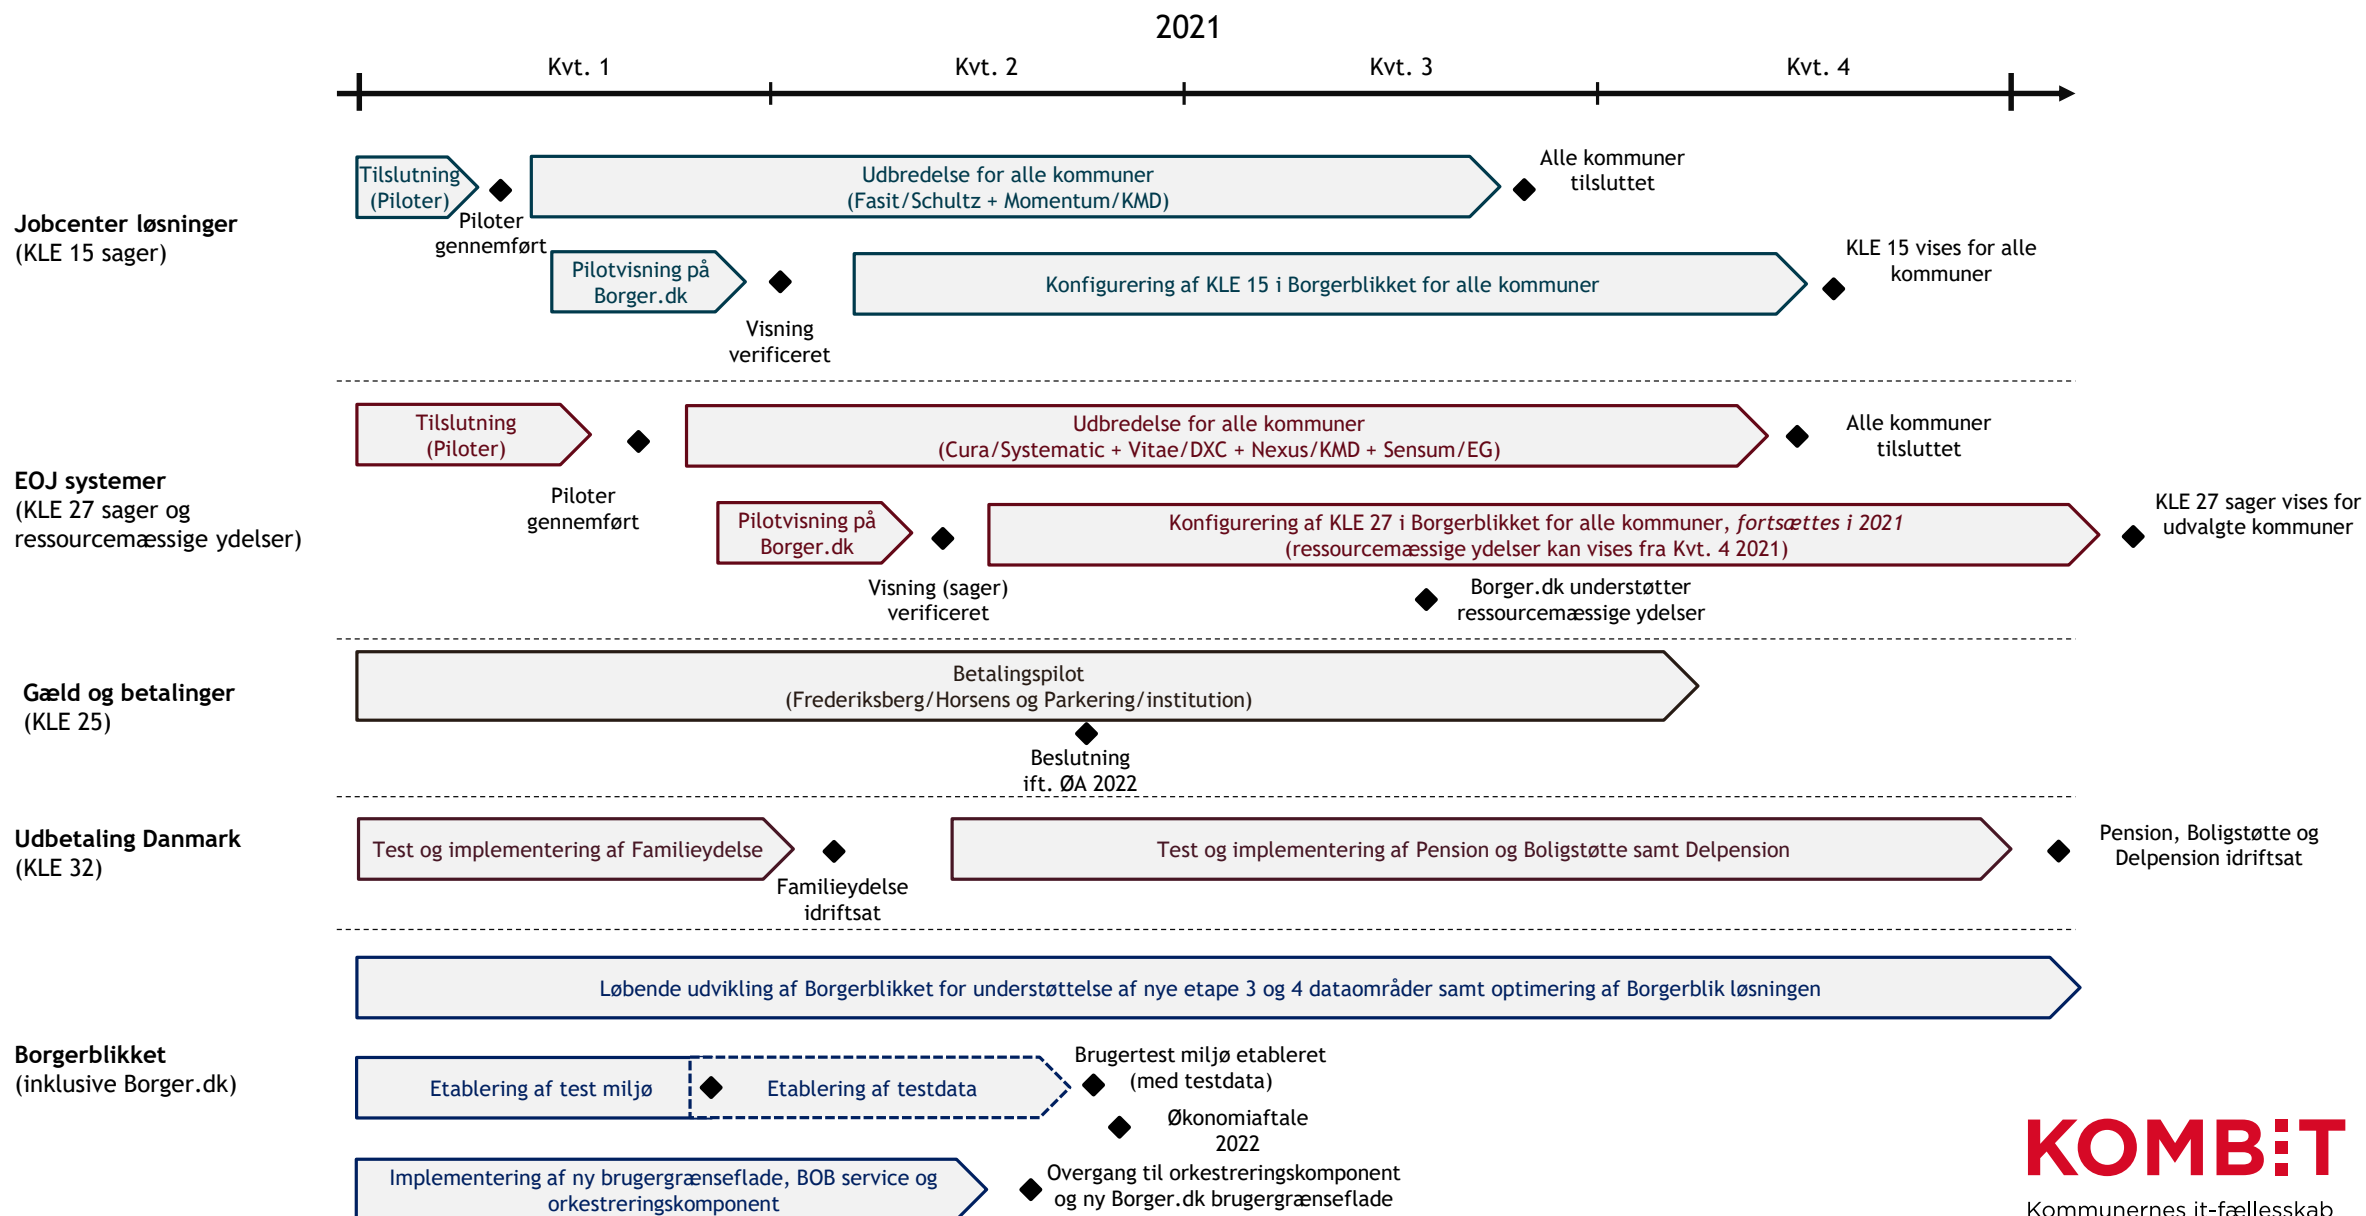 2021
Kvt. 1
Kvt. 2
Kvt. 3
Kvt. 4
Jobcenter løsninger
(KLE 15 sager)
Tilslutning
(Piloter)
Piloter
gennemført
Udbredelse for alle kommuner
(Fasit/Schultz + Momentum/KMD)
Alle kommuner
tilsluttet
Pilotvisning på
Borger.dk
Visning
verificeret
Konfigurering af KLE 15 i Borgerblikket for alle kommuner
KLE 15 vises for alle
kommuner
EOJ systemer
(KLE 27 sager og
ressourcemæssige ydelser)
Tilslutning
(Piloter)
Piloter
gennemført
Udbredelse for alle kommuner
(Cura/Systematic + Vitae/DXC + Nexus/KMD + Sensum/EG)
Alle kommuner
tilsluttet
Pilotvisning på
Borger.dk
Visning (sager)
verificeret
Konfigurering af KLE 27 i Borgerblikket for alle kommuner, fortsættes i 2021
(ressourcemæssige ydelser kan vises fra Kvt. 4 2021)
KLE 27 sager vises for
udvalgte kommuner
Borger.dk understøtter
ressourcemæssige ydelser
Gæld og betalinger
(KLE 25)
Betalingspilot
(Frederiksberg/Horsens og Parkering/institution)
Beslutning
ift. ØA 2022
Udbetaling Danmark
(KLE 32)
Test og implementering af Familieydelse
Familieydelse
idriftsat
Test og implementering af Pension og Boligstøtte samt Delpension
Pension, Boligstøtte og
Delpension idriftsat
Borgerblikket
(inklusive Borger.dk)
Løbende udvikling af Borgerblikket for understøttelse af nye etape 3 og 4 dataområder samt optimering af Borgerblik løsningen
Etablering af test miljø
Etablering af testdata
Brugertest miljø etableret
(med testdata)
Økonomiaftale
2022
Implementering af ny brugergrænseflade, BOB service og
orkestreringskomponent
Overgang til orkestreringskomponent
og ny Borger.dk brugergrænseflade
KOMBIT
Kommunernes it-fællesskab